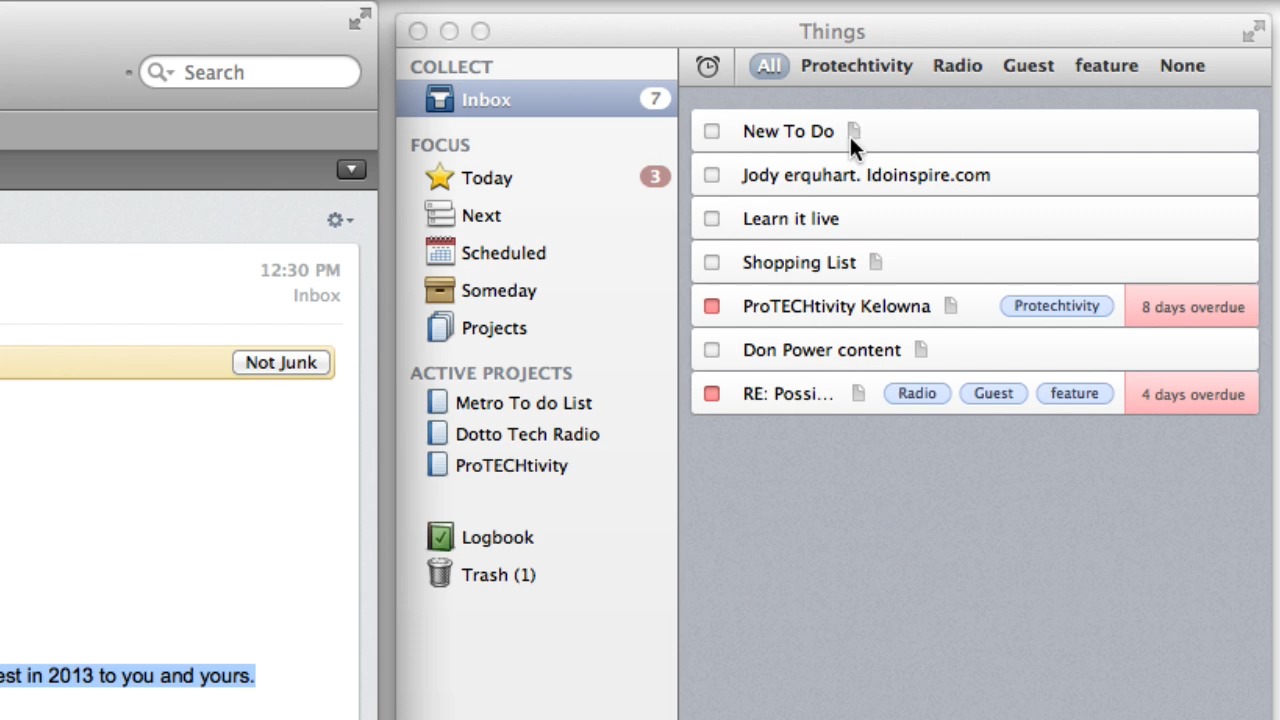 Search
12:30 PM
Inbox
Not Junk
est in 2013 to you and yours.
Things
COLLECT
Inbox 7
FOCUS
Today 3
Next
Scheduled
Someday
Projects
ACTIVE PROJECTS
Metro To do List
Dotto Tech Radio
ProTECHtivity
Logbook
Trash (1)
All Protechtivity Radio Guest feature None
New To Do
Jody erquhart. Idoinspire.com
Learn it live
Shopping List
ProTECHtivity Kelowna Protechtivity 8 days overdue
Don Power content
RE: Possi... Radio Guest feature 4 days overdue